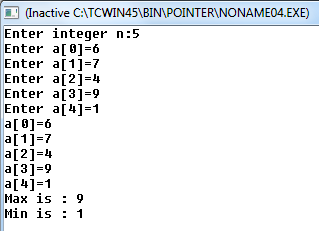 (Inactive C:\TCWIN45\BIN\POINTER\NONAME04.EXE)
Enter integer n:5
Enter a[0]=6
Enter a[1]=7
Enter a[2]=4
Enter a[3]=9
Enter a[4]=1
a[0]=6
a[1]=7
a[2]=4
a[3]=9
a[4]=1
Max is : 9
Min is : 1